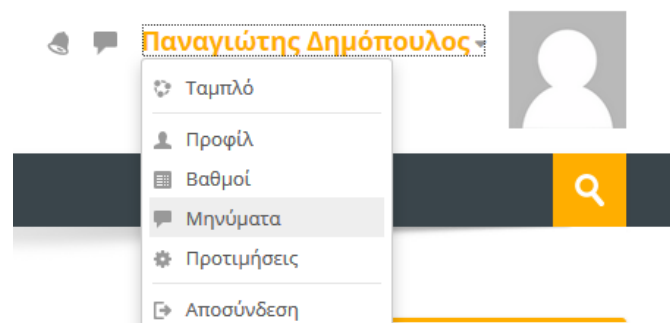 Παναγιώτης Δημόπουλος
Ταμπλό
Προφίλ
Βαθμοί
Μηνύματα
Προτιμήσεις
Αποσύνδεση